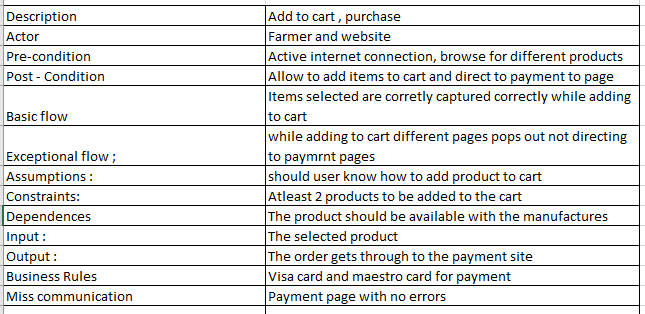 Description Add to cart , purchase
Actor Farmer and website
Pre-condition Active internet connection, browse for different products
Post - Condition Allow to add items to cart and direct to payment to page
Items selected are corretly captured correctly while adding
Basic flow to cart
while adding to cart different pages pops out not directing
Exceptional flow ; to paymrnt pages
Assumptions : should user know how to add product to cart
Constraints: Atleast 2 products to be added to the cart
Dependences The product should be available with the manufactures
Input : The selected product
Output : The order gets through to the payment site
Business Rules Visa card and maestro card for payment
Miss communication Payment page with no errors